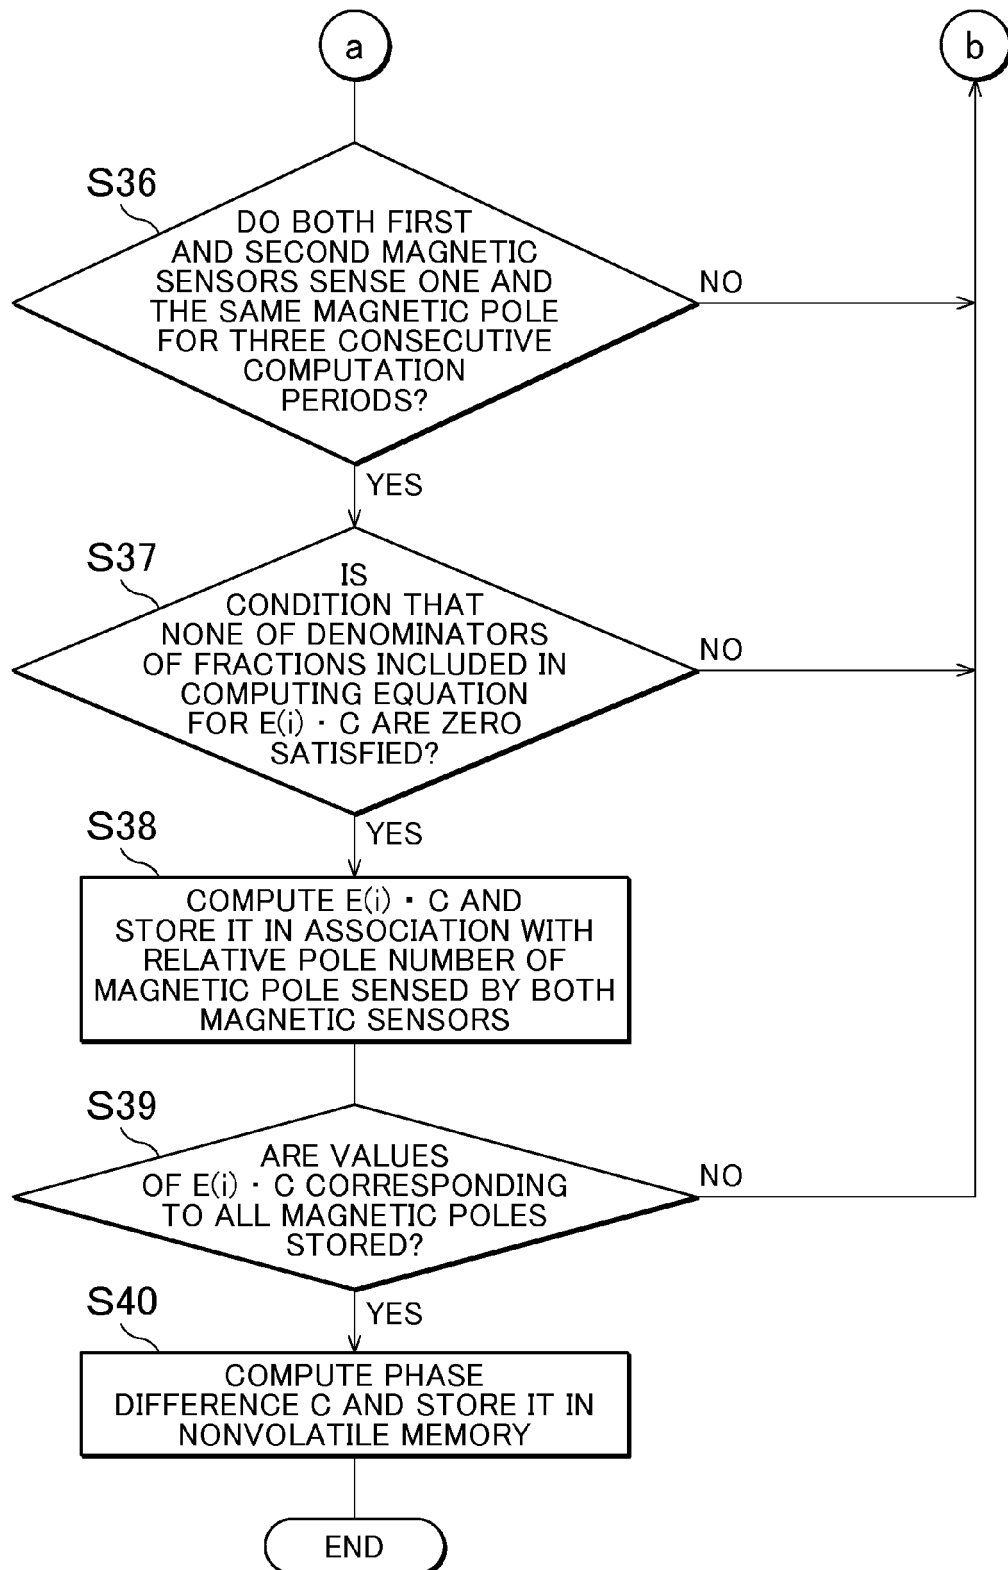 a
b
S36
DO BOTH FIRST
AND SECOND MAGNETIC
SENSORS SENSE ONE AND
THE SAME MAGNETIC POLE
FOR THREE CONSECUTIVE
COMPUTATION
PERIODS?
NO
YES
S37
IS
CONDITION THAT
NONE OF DENOMINATORS
OF FRACTIONS INCLUDED IN
COMPUTING EQUATION
FOR E(i)・C ARE ZERO
SATISFIED?
NO
YES
S38
COMPUTE E(i)・C AND
STORE IT IN ASSOCIATION WITH
RELATIVE POLE NUMBER OF
MAGNETIC POLE SENSED BY BOTH
MAGNETIC SENSORS
S39
ARE VALUES
OF E(i)・C CORRESPONDING
TO ALL MAGNETIC POLES
STORED?
NO
YES
S40
COMPUTE PHASE
DIFFERENCE C AND STORE IT IN
NONVOLATILE MEMORY
END